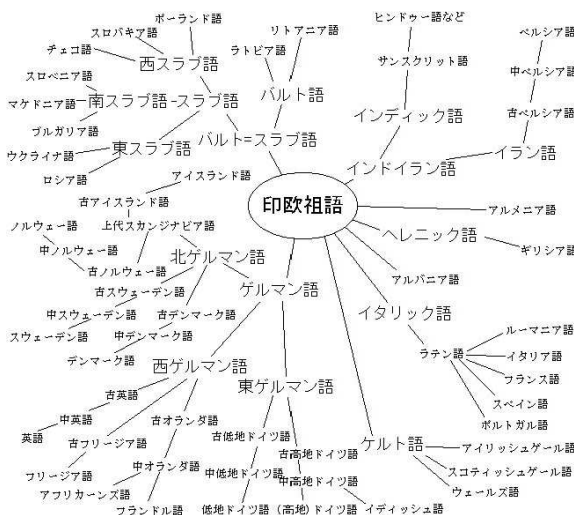 ポーランド語
スロバキア語
チェコ語
西スラブ語
スロベニア語
マケドニア語
南スラブ語
スラブ語
ブルガリア語
東スラブ語
ウクライナ語
ロシア語
リトアニア語
ラトビア語
バルト語
バルト=スラブ語
ヒンドゥー語など
サンスクリット語
インディック語
インドイラン語
ペルシア語
中ペルシア語
古ペルシア語
イラン語
印欧祖語
アルメニア語
ヘレニック語
ギリシア語
アルバニア語
イタリック語
ラテン語
ルーマニア語
イタリア語
フランス語
スペイン語
ポルトガル語
ケルト語
アイリッシュゲール語
スコティッシュゲール語
ウェールズ語
アイスランド語
古アイスランド語
上代スカンジナビア語
ノルウェー語
中ノルウェー語
古ノルウェー語
北ゲルマン語
古スウェーデン語
中スウェーデン語
スウェーデン語
古デンマーク語
中デンマーク語
デンマーク語
ゲルマン語
西ゲルマン語
古英語
中英語
英語
古フリージア語
フリージア語
古オランダ語
中オランダ語
アフリカーンズ語
フランドル語
東ゲルマン語
古低地ドイツ語
中低地ドイツ語
低地ドイツ語
古高地ドイツ語
中高地ドイツ語
(高地)ドイツ語
イディッシュ語